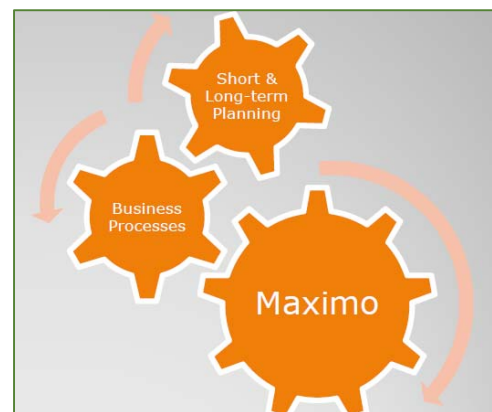 Short &
Long-term
Planning
Business
Processes
Maximo